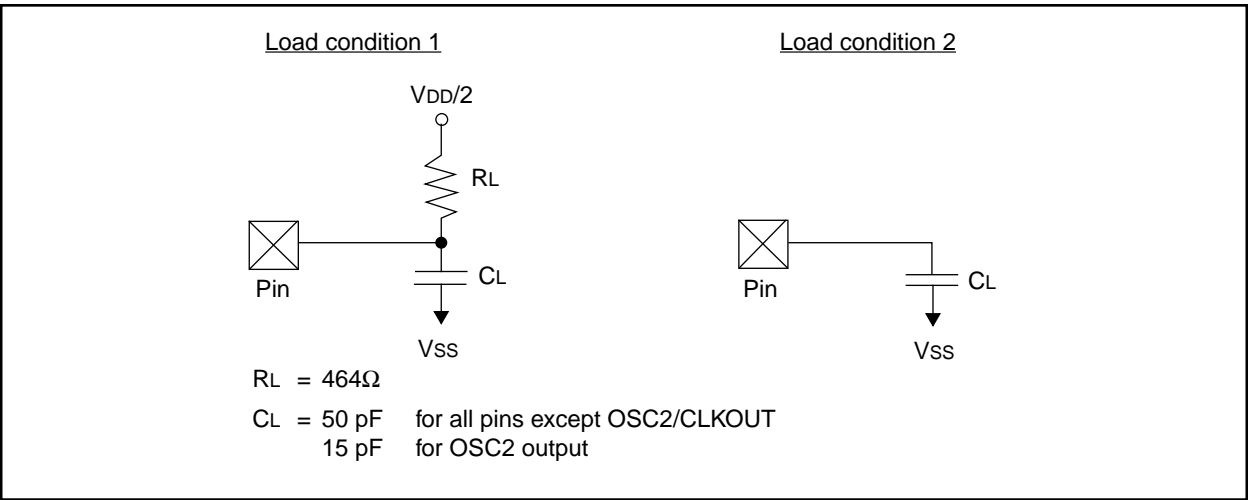 Load condition 1
VDD/2
RL
Pin
CL
VSS
Load condition 2
Pin
CL
VSS
RL = 464Ω
CL = 50 pF for all pins except OSC2/CLKOUT
15 pF for OSC2 output